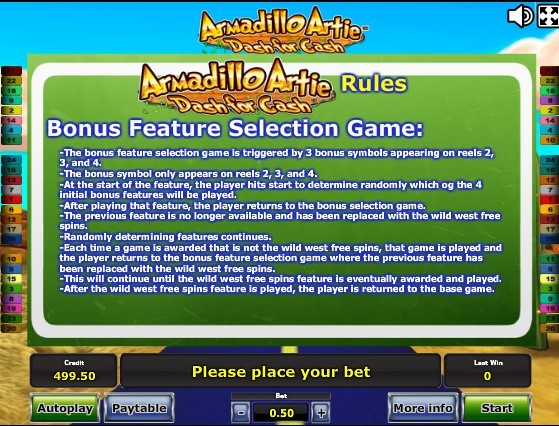 Armadillo Artie
Dash for Cash
Armadillo Artie Rules
Dash for Cash
Bonus Feature Selection Game:
-The bonus feature selection game is triggered by 3 bonus symbols appearing on reels 2,
3, and 4.
-The bonus symbol only appears on reels 2, 3, and 4.
-At the start of the feature, the player hits start to determine randomly which og the 4
initial bonus features will be played.
-After playing that feature, the player returns to the bonus selection game.
-The previous feature is no longer available and has been replaced with the wild west free
spins.
-Randomly determining features continues.
-Each time a game is awarded that is not the wild west free spins, that game is played and
the player returns to the bonus feature selection game where the previous feature has
been replaced with the wild west free spins.
-This will continue until the wild west free spins feature is eventually awarded and played.
-After the wild west free spins feature is played, the player is returned to the base game.
Credit
499.50
Please place your bet
Last Win
0
Autoplay
Paytable
Bet
- 0.50 +
More info
Start